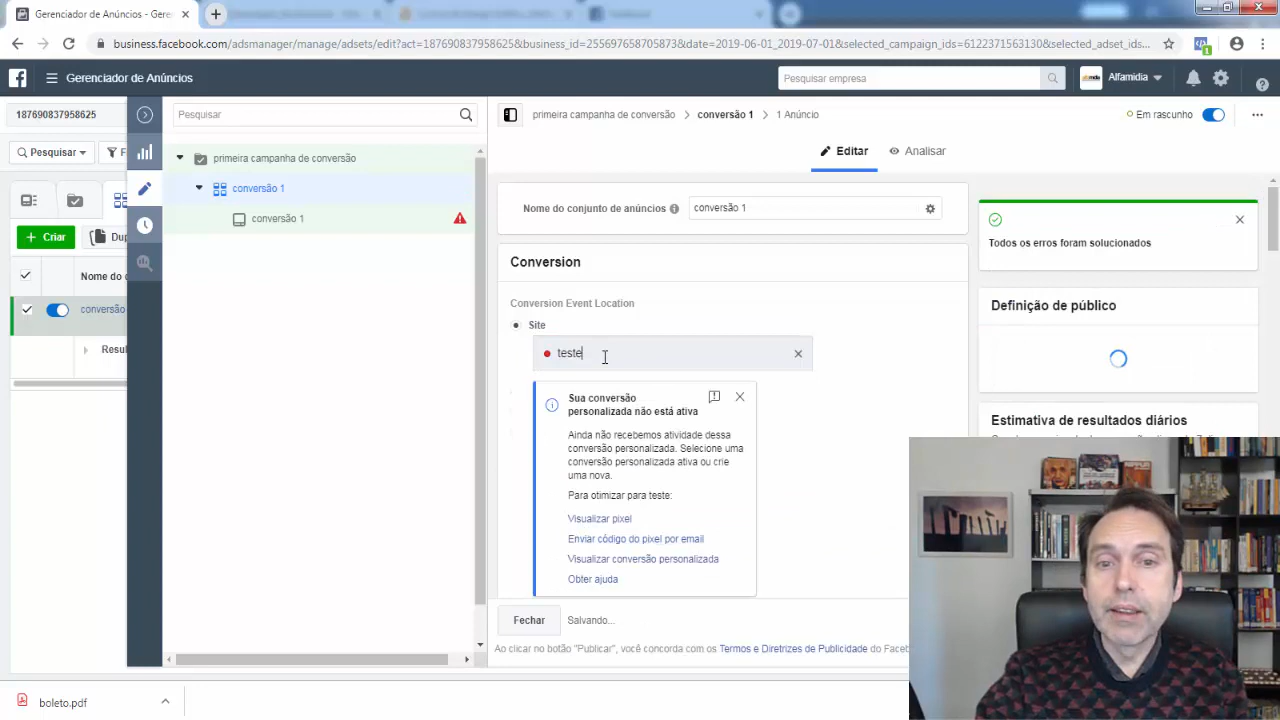 Gerenciador de Anúncios - Gere
business.facebook.com/adsmanager/manage/adsets/edit?act=187690837958625&business_id=255697658705873&date=2019-06-01_2019-07-01&selected_campaign_ids=6122371563130&selected_adset_ids...
1
Gerenciador de Anúncios
Pesquisar empresa
Alfamidia
187690837958625
Pesquisar
primeira campanha de conversão
conversão 1
1 Anúncio
Em rascunho
Pesquisar
F
Editar
Analisar
primeira campanha de conversão
conversão 1
conversão 1
Criar
Dup
Nome do c
conversão
Resul
Nome do conjunto de anúncios
conversão 1
Todos os erros foram solucionados
Conversion
Conversion Event Location
Site
teste
Definição de público
Sua conversão
personalizada não está ativa
Ainda não recebemos atividade dessa
conversão personalizada. Selecione uma
conversão personalizada ativa ou crie
uma nova.
Para otimizar para teste:
Visualizar pixel
Enviar código do pixel por email
Visualizar conversão personalizada
Obter ajuda
Estimativa de resultados diários
Fechar
Salvando...
Ao clicar no botão "Publicar", você concorda com os Termos e Diretrizes de Publicidade do Faceb
boleto.pdf